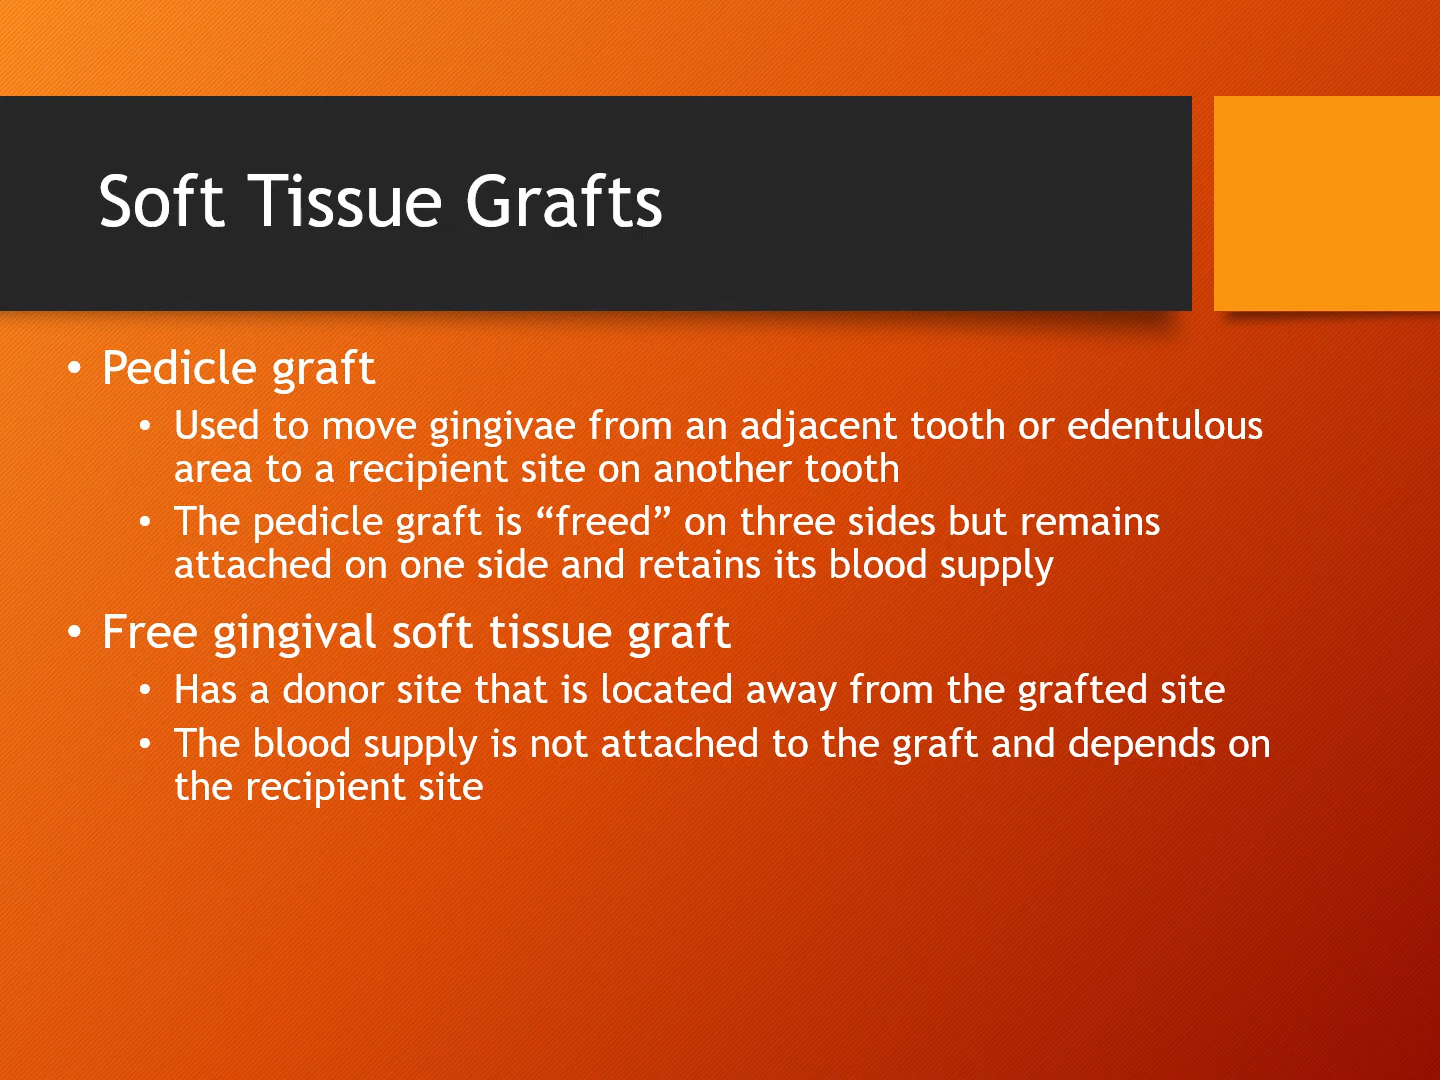 Soft Tissue Grafts
• Pedicle graft
• Used to move gingivae from an adjacent tooth or edentulous
area to a recipient site on another tooth
• The pedicle graft is “freed” on three sides but remains
attached on one side and retains its blood supply
• Free gingival soft tissue graft
• Has a donor site that is located away from the grafted site
• The blood supply is not attached to the graft and depends on
the recipient site